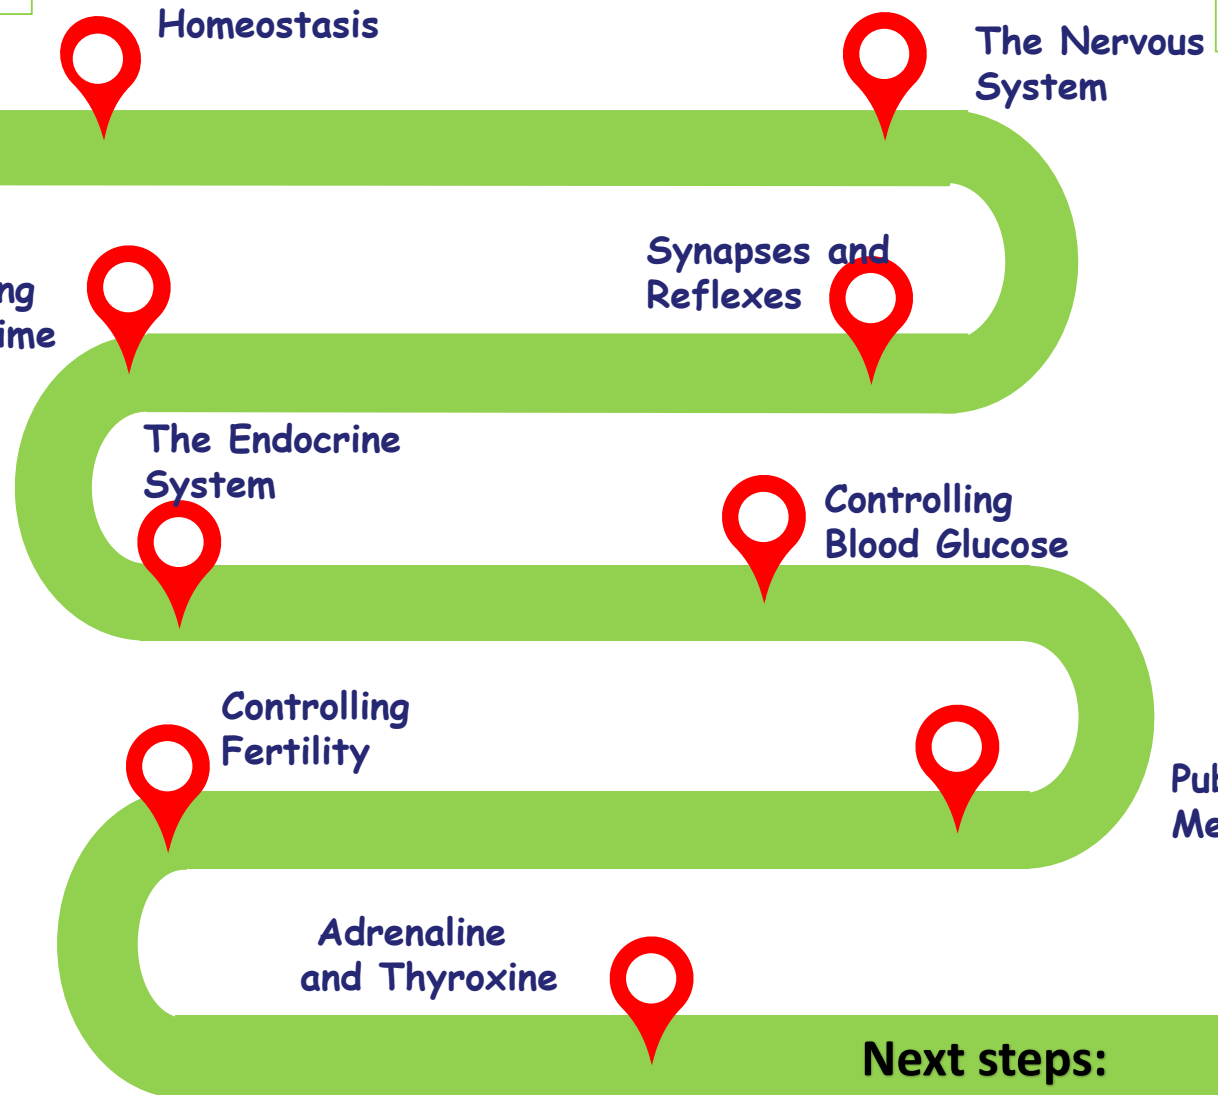 Homeostasis
The Nervous
System
Synapses and
Reflexes
The Endocrine
System
Controlling
Blood Glucose
Controlling
Fertility
Adrenaline
and Thyroxine
Next steps: